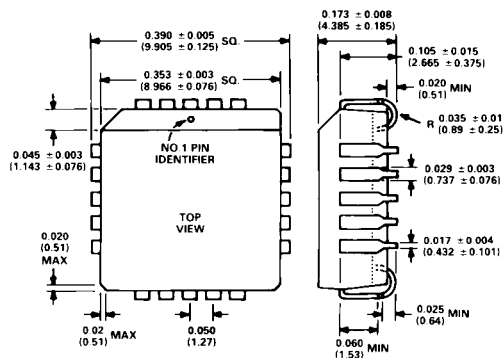 0.390 ± 0.005
(9.905 ± 0.125) SQ.
0.353 ± 0.003
(8.966 ± 0.076) SQ.
0.173 ± 0.008
(4.385 ± 0.185)
0.105 ± 0.015
(2.665 ± 0.375)
0.020 MIN
(0.51)
R 0.035 ± 0.01
(0.89 ± 0.25)
NO.1 PIN
IDENTIFIER
0.045 ± 0.003
(1.143 ± 0.076)
0.029 ± 0.003
(0.737 ± 0.076)
TOP
VIEW
0.020
(0.51)
MAX
0.017 ± 0.004
(0.432 ± 0.101)
0.02 MAX
(0.51)
0.050
(1.27)
0.025 MIN
(0.64)
0.060 MIN
(1.53)